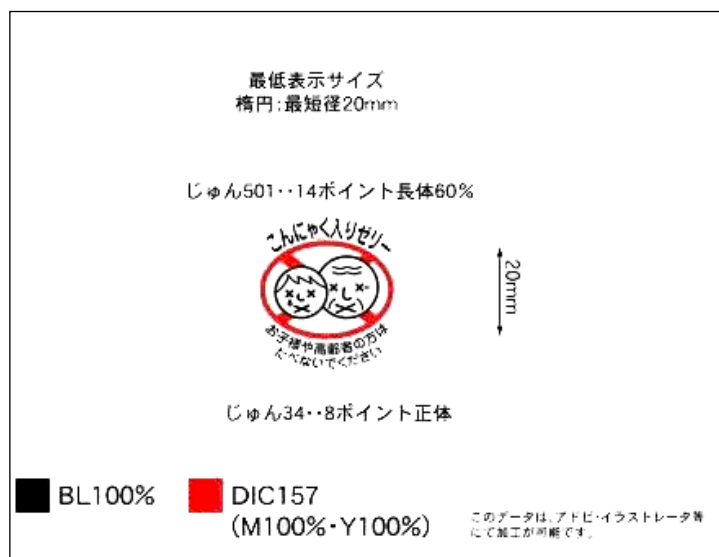 最低表示サイズ
楕円:最短径20mm
じゅん501‥14ポイント長体60%
こんにゃく入りゼリー
20mm
お子様や高齢者の方は
たべないでください
じゅん34‥8ポイント正体
BL100%
DIC157
(M100%・Y100%)
このデータは、アドビ・イラストレータ等
にて加工が可能です。